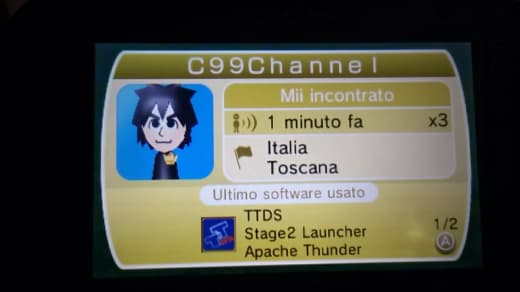 C99Channel
Mii incontrato
1 minuto fa x3
Italia
Toscana
Ultimo software usato
TTDS
Stage2 Launcher
Apache Thunder
1/2
A